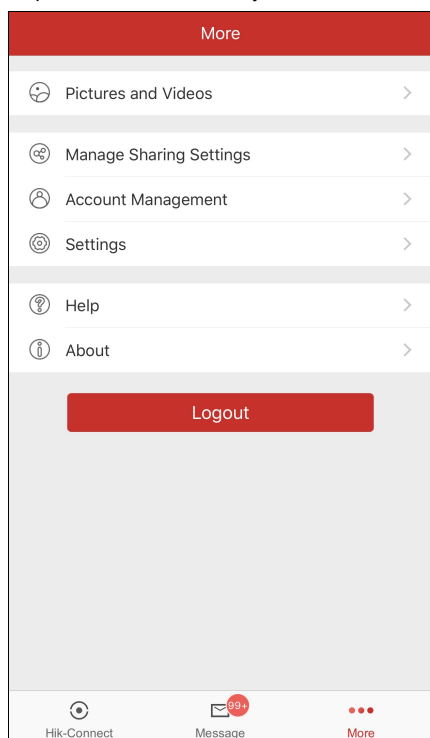 More
Pictures and Videos
Manage Sharing Settings
Account Management
Settings
Help
About
Logout
99+
Hik-Connect
Message
More